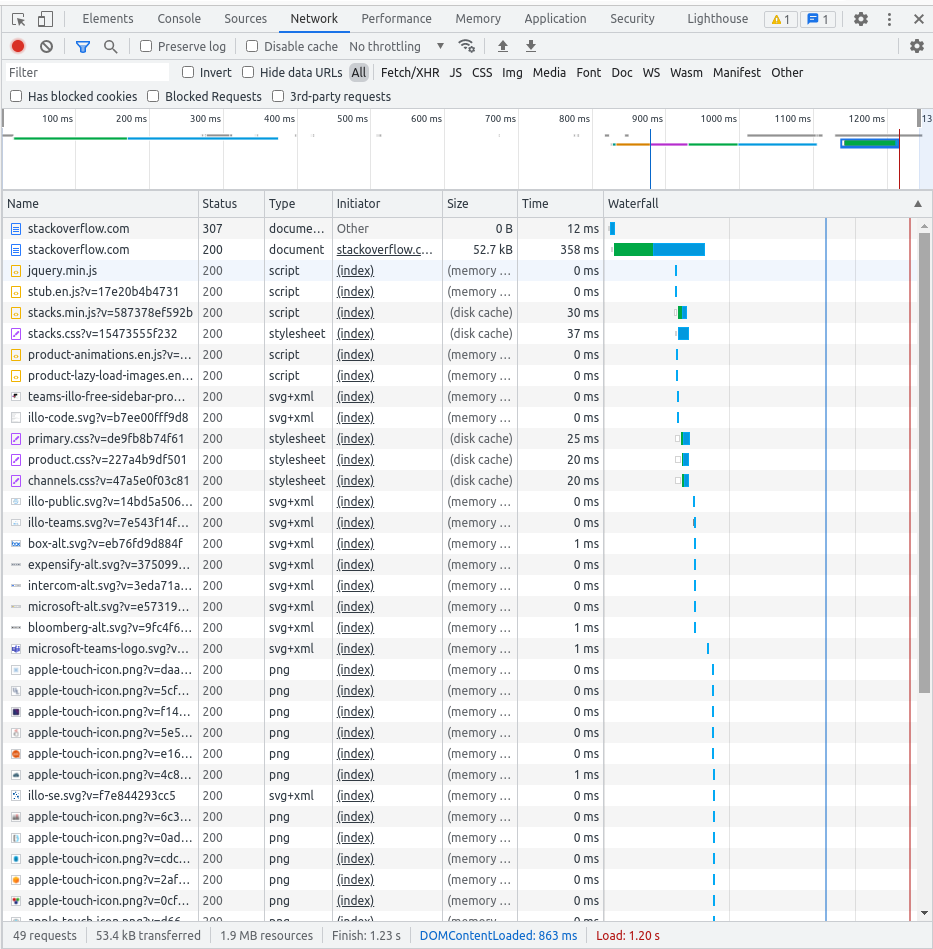 Elements Console Sources Network Performance Memory Application Security Lighthouse 1 1
Preserve log Disable cache No throttling
Filter Invert Hide data URLs All Fetch/XHR JS CSS Img Media Font Doc WS Wasm Manifest Other
Has blocked cookies Blocked Requests 3rd-party requests
100 ms 200 ms 300 ms 400 ms 500 ms 600 ms 700 ms 800 ms 900 ms 1000 ms 1100 ms 1200 ms 13
Name Status Type Initiator Size Time Waterfall
stackoverflow.com 307 docume... Other 0 B 12 ms
stackoverflow.com 200 document stackoverflow.c... 52.7 kB 358 ms
jquery.min.js 200 script (index) (memory ... 0 ms
stub.en.js?v=17e20b4b4731 200 script (index) (memory ... 0 ms
stacks.min.js?v=587378ef592b 200 script (index) (disk cache) 30 ms
stacks.css?v=15473555f232 200 stylesheet (index) (disk cache) 37 ms
product-animations.en.js?v=... 200 script (index) (memory ... 0 ms
product-lazy-load-images.en... 200 script (index) (memory ... 0 ms
teams-illo-free-sidebar-pro... 200 svg+xml (index) (memory ... 0 ms
illo-code.svg?v=b7ee00fff9d8 200 svg+xml (index) (memory ... 0 ms
primary.css?v=de9fb8b74f61 200 stylesheet (index) (disk cache) 25 ms
product.css?v=227a4b9df501 200 stylesheet (index) (disk cache) 20 ms
channels.css?v=47a5e0f03c81 200 stylesheet (index) (disk cache) 20 ms
illo-public.svg?v=14bd5a506... 200 svg+xml (index) (memory ... 0 ms
illo-teams.svg?v=7e543f14f... 200 svg+xml (index) (memory ... 0 ms
box-alt.svg?v=eb76fd9d884f 200 svg+xml (index) (memory ... 1 ms
expensify-alt.svg?v=375099... 200 svg+xml (index) (memory ... 0 ms
intercom-alt.svg?v=3eda71a... 200 svg+xml (index) (memory ... 0 ms
microsoft-alt.svg?v=e57319... 200 svg+xml (index) (memory ... 0 ms
bloomberg-alt.svg?v=9fc4f6... 200 svg+xml (index) (memory ... 1 ms
microsoft-teams-logo.svg?v... 200 svg+xml (index) (memory ... 1 ms
apple-touch-icon.png?v=daa... 200 png (index) (memory ... 0 ms
apple-touch-icon.png?v=5cf... 200 png (index) (memory ... 0 ms
apple-touch-icon.png?v=f14... 200 png (index) (memory ... 0 ms
apple-touch-icon.png?v=5e5... 200 png (index) (memory ... 0 ms
apple-touch-icon.png?v=e16... 200 png (index) (memory ... 0 ms
apple-touch-icon.png?v=4c8... 200 png (index) (memory ... 1 ms
illo-se.svg?v=f7e844293cc5 200 svg+xml (index) (memory ... 0 ms
apple-touch-icon.png?v=6c3... 200 png (index) (memory ... 0 ms
apple-touch-icon.png?v=0ad... 200 png (index) (memory ... 0 ms
apple-touch-icon.png?v=cdc... 200 png (index) (memory ... 0 ms
apple-touch-icon.png?v=2af... 200 png (index) (memory ... 0 ms
apple-touch-icon.png?v=0cf... 200 png (index) (memory ... 0 ms
apple-touch-icon.png?v=d66... 200 png (index) (memory ... 0 ms
49 requests 53.4 kB transferred 1.9 MB resources Finish: 1.23 s DOMContentLoaded: 863 ms Load: 1.20 s